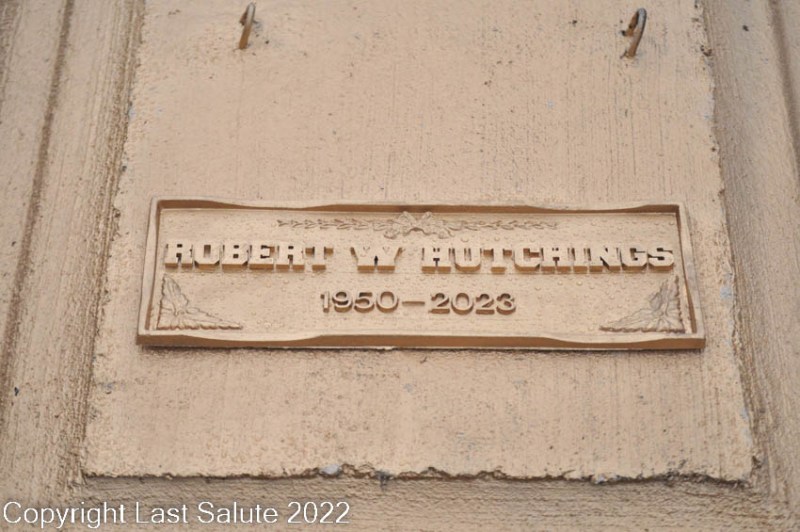 ROBERT W HUTCHINGS
1950–2023
Copyright Last Salute 2022